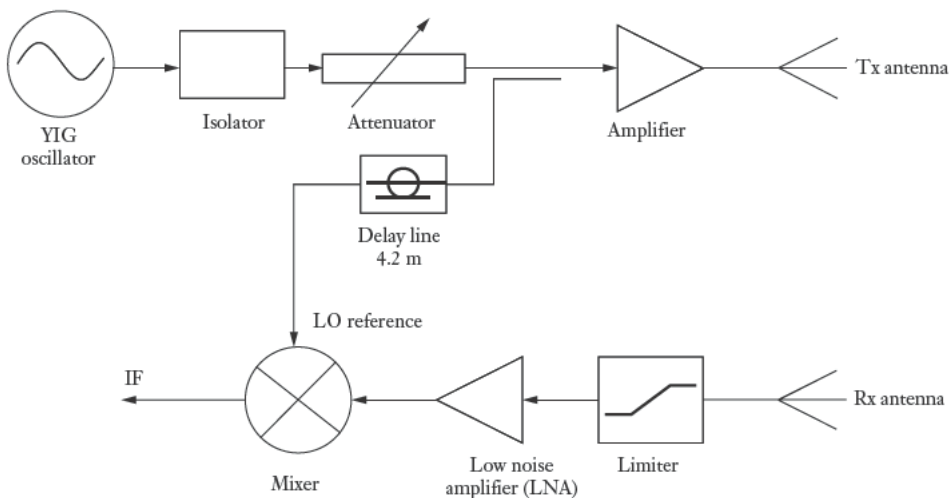 Tx antenna
Isolator
Attenuator
Amplifier
YIG
oscillator
Delay line
4.2 m
LO reference
IF
Rx antenna
Mixer
Low noise
amplifier (LNA)
Limiter